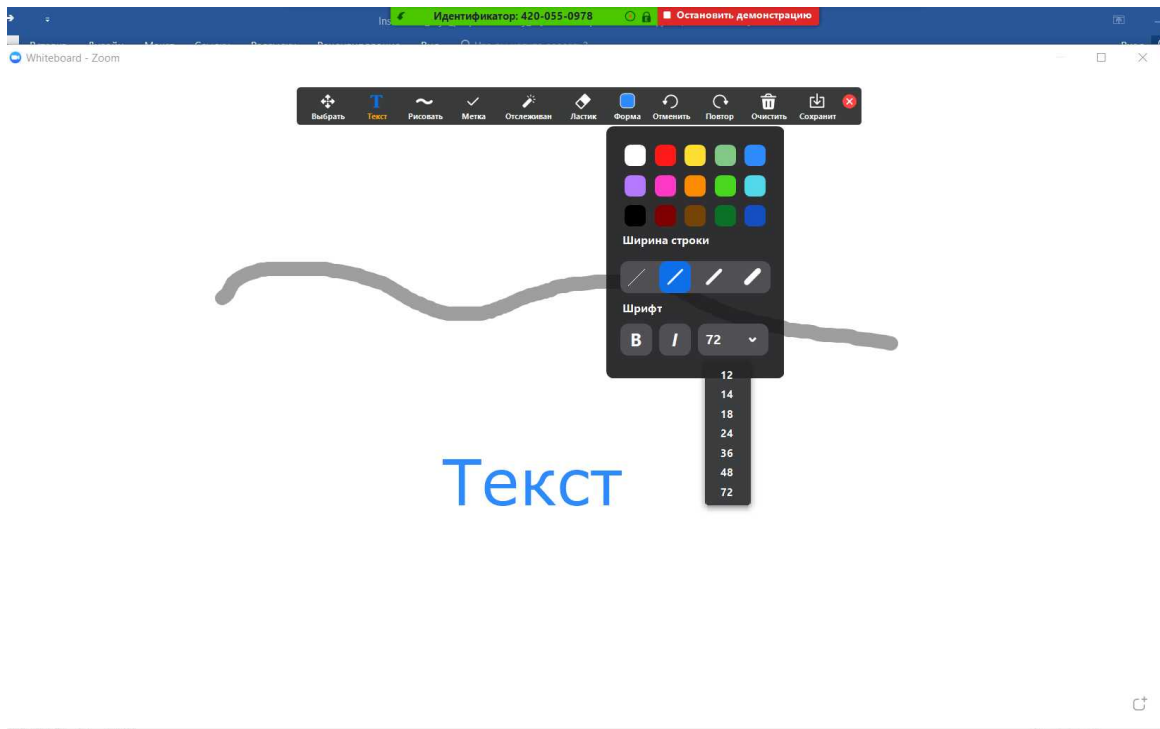 Ins
Идентификатор: 420-055-0978
Остановить демонстрацию
Whiteboard - Zoom
Выбрать Текст Рисовать Метка Отслеживан Ластик Форма Отменить Повтор Очистить Сохранит
Ширина строки
Шрифт
B I 72
12
14
18
24
36
48
72
Текст